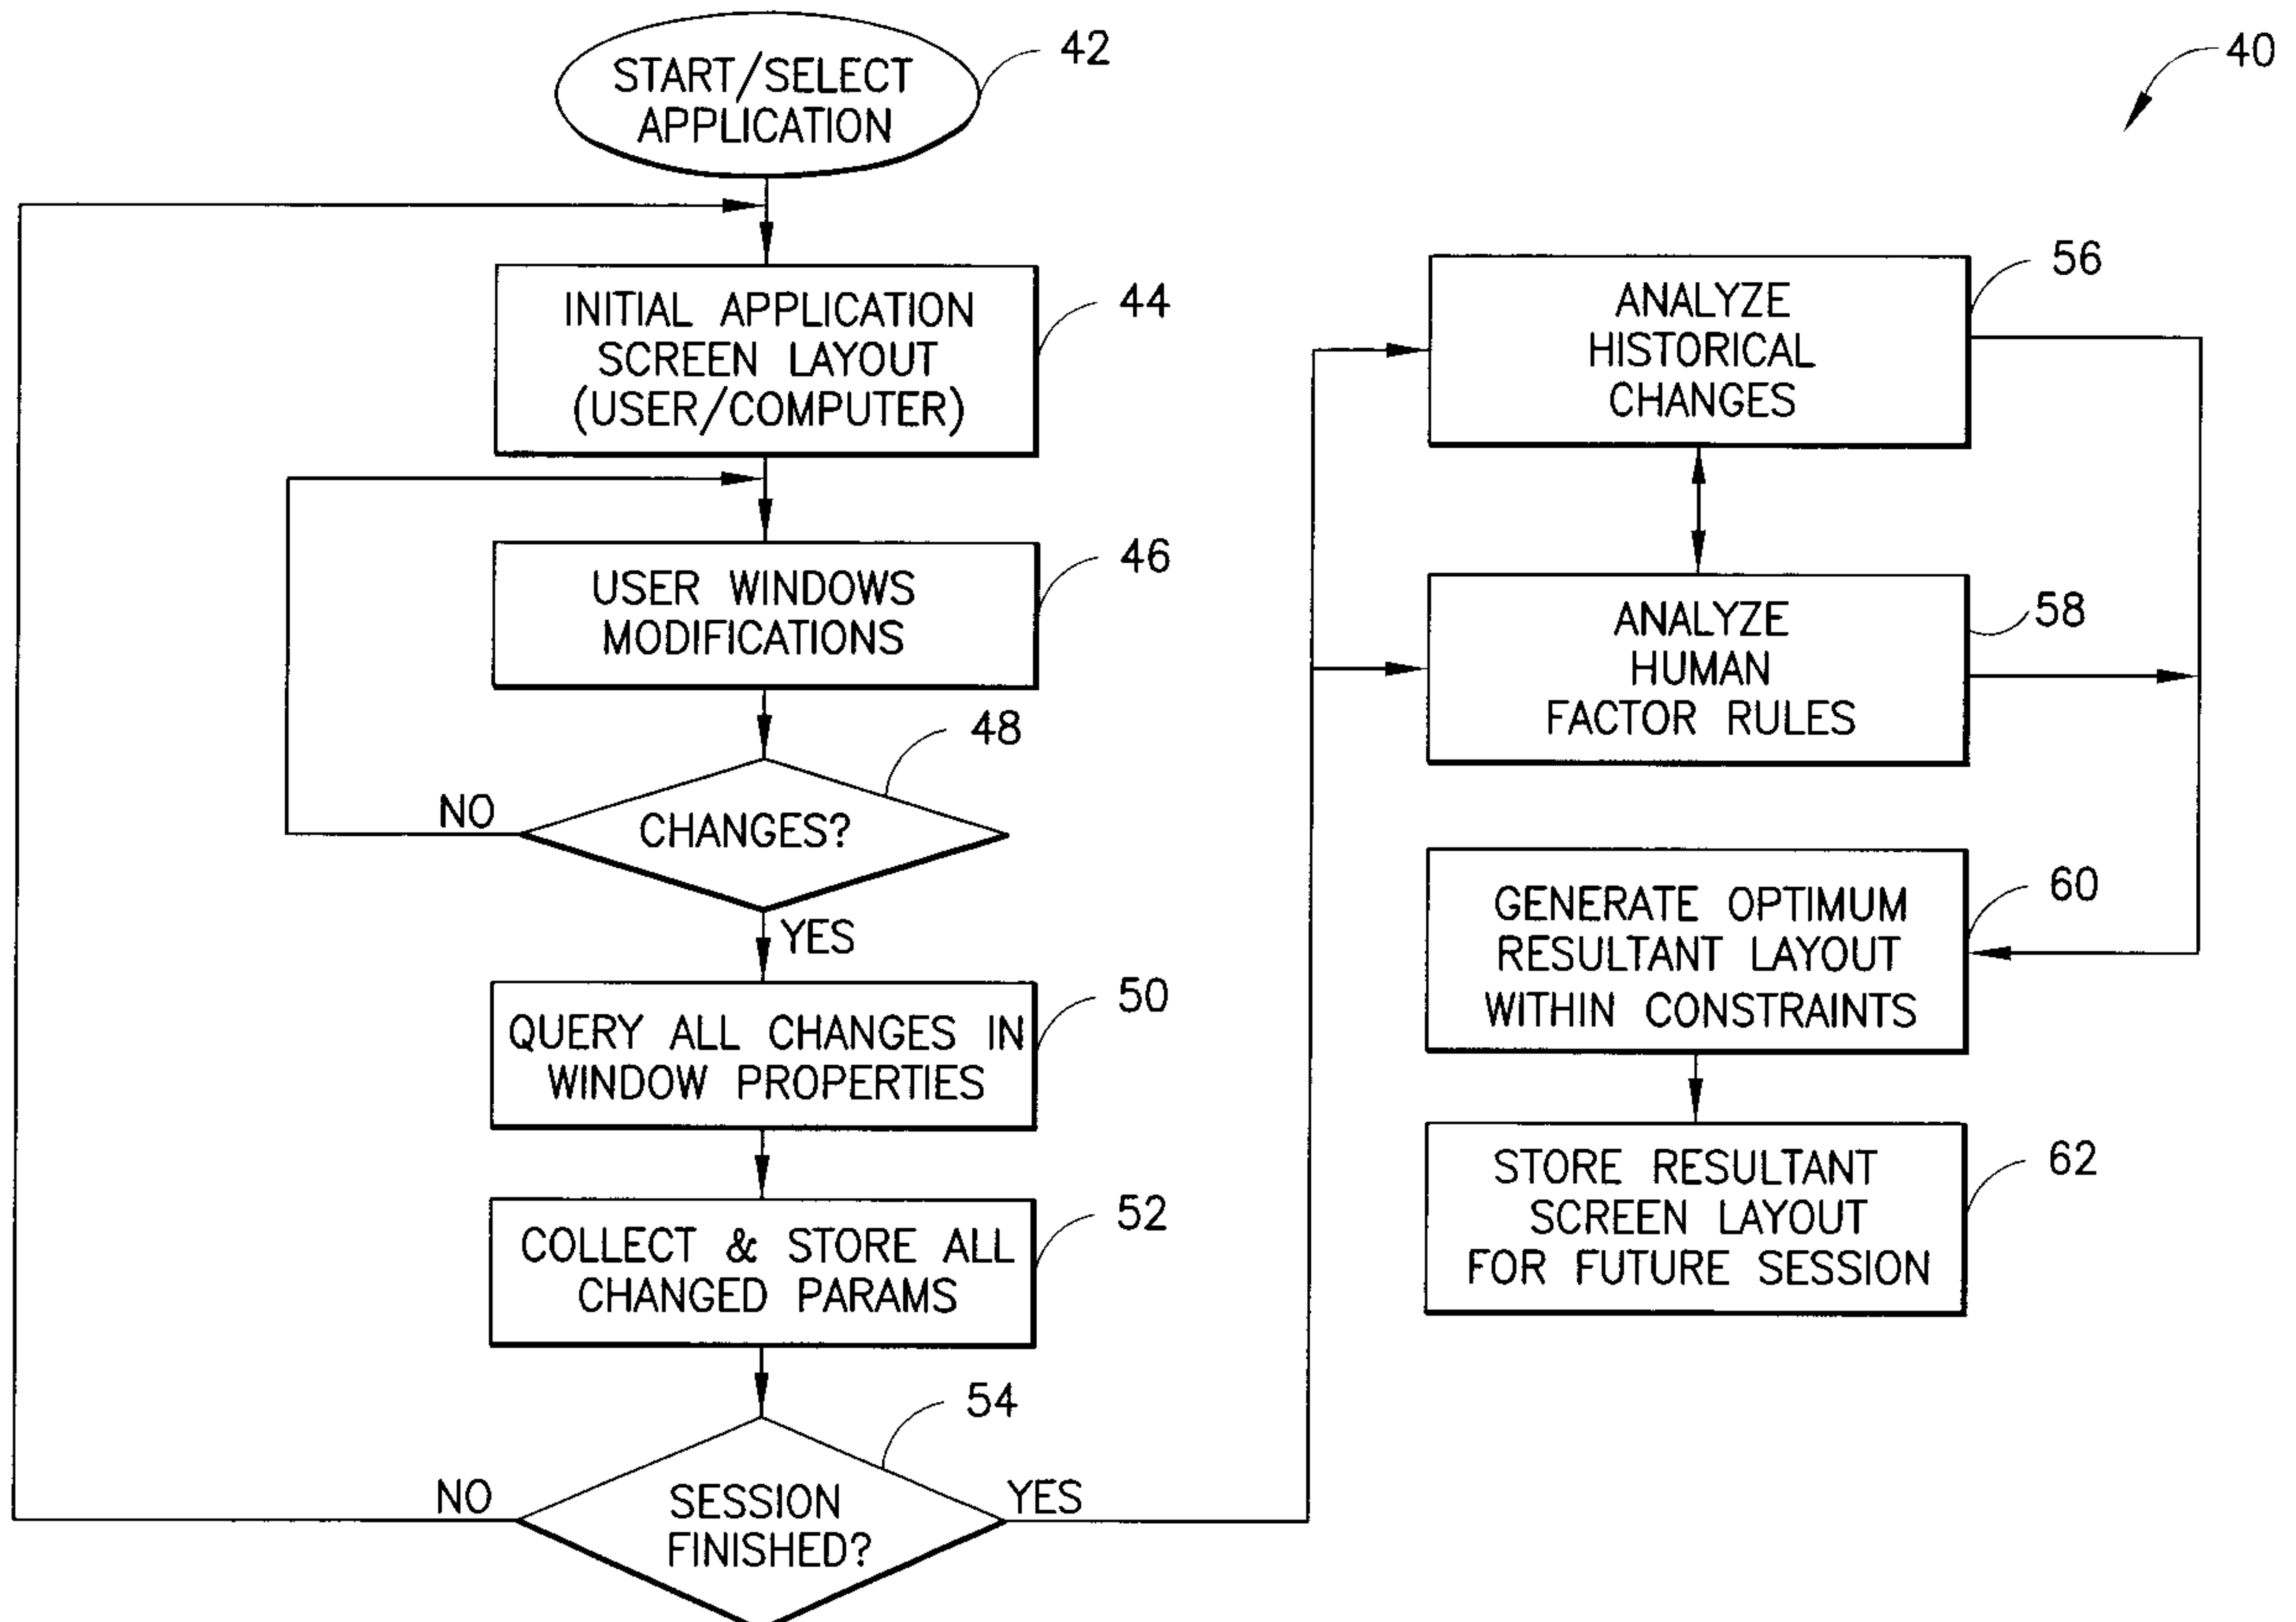 START/SELECT
APPLICATION
42
40
INITIAL APPLICATION
SCREEN LAYOUT
(USER/COMPUTER)
44
USER WINDOWS
MODIFICATIONS
46
CHANGES?
48
NO
YES
QUERY ALL CHANGES IN
WINDOW PROPERTIES
50
COLLECT & STORE ALL
CHANGED PARAMS
52
SESSION
FINISHED?
54
NO
YES
ANALYZE
HISTORICAL
CHANGES
56
ANALYZE
HUMAN
FACTOR RULES
58
GENERATE OPTIMUM
RESULTANT LAYOUT
WITHIN CONSTRAINTS
60
STORE RESULTANT
SCREEN LAYOUT
FOR FUTURE SESSION
62